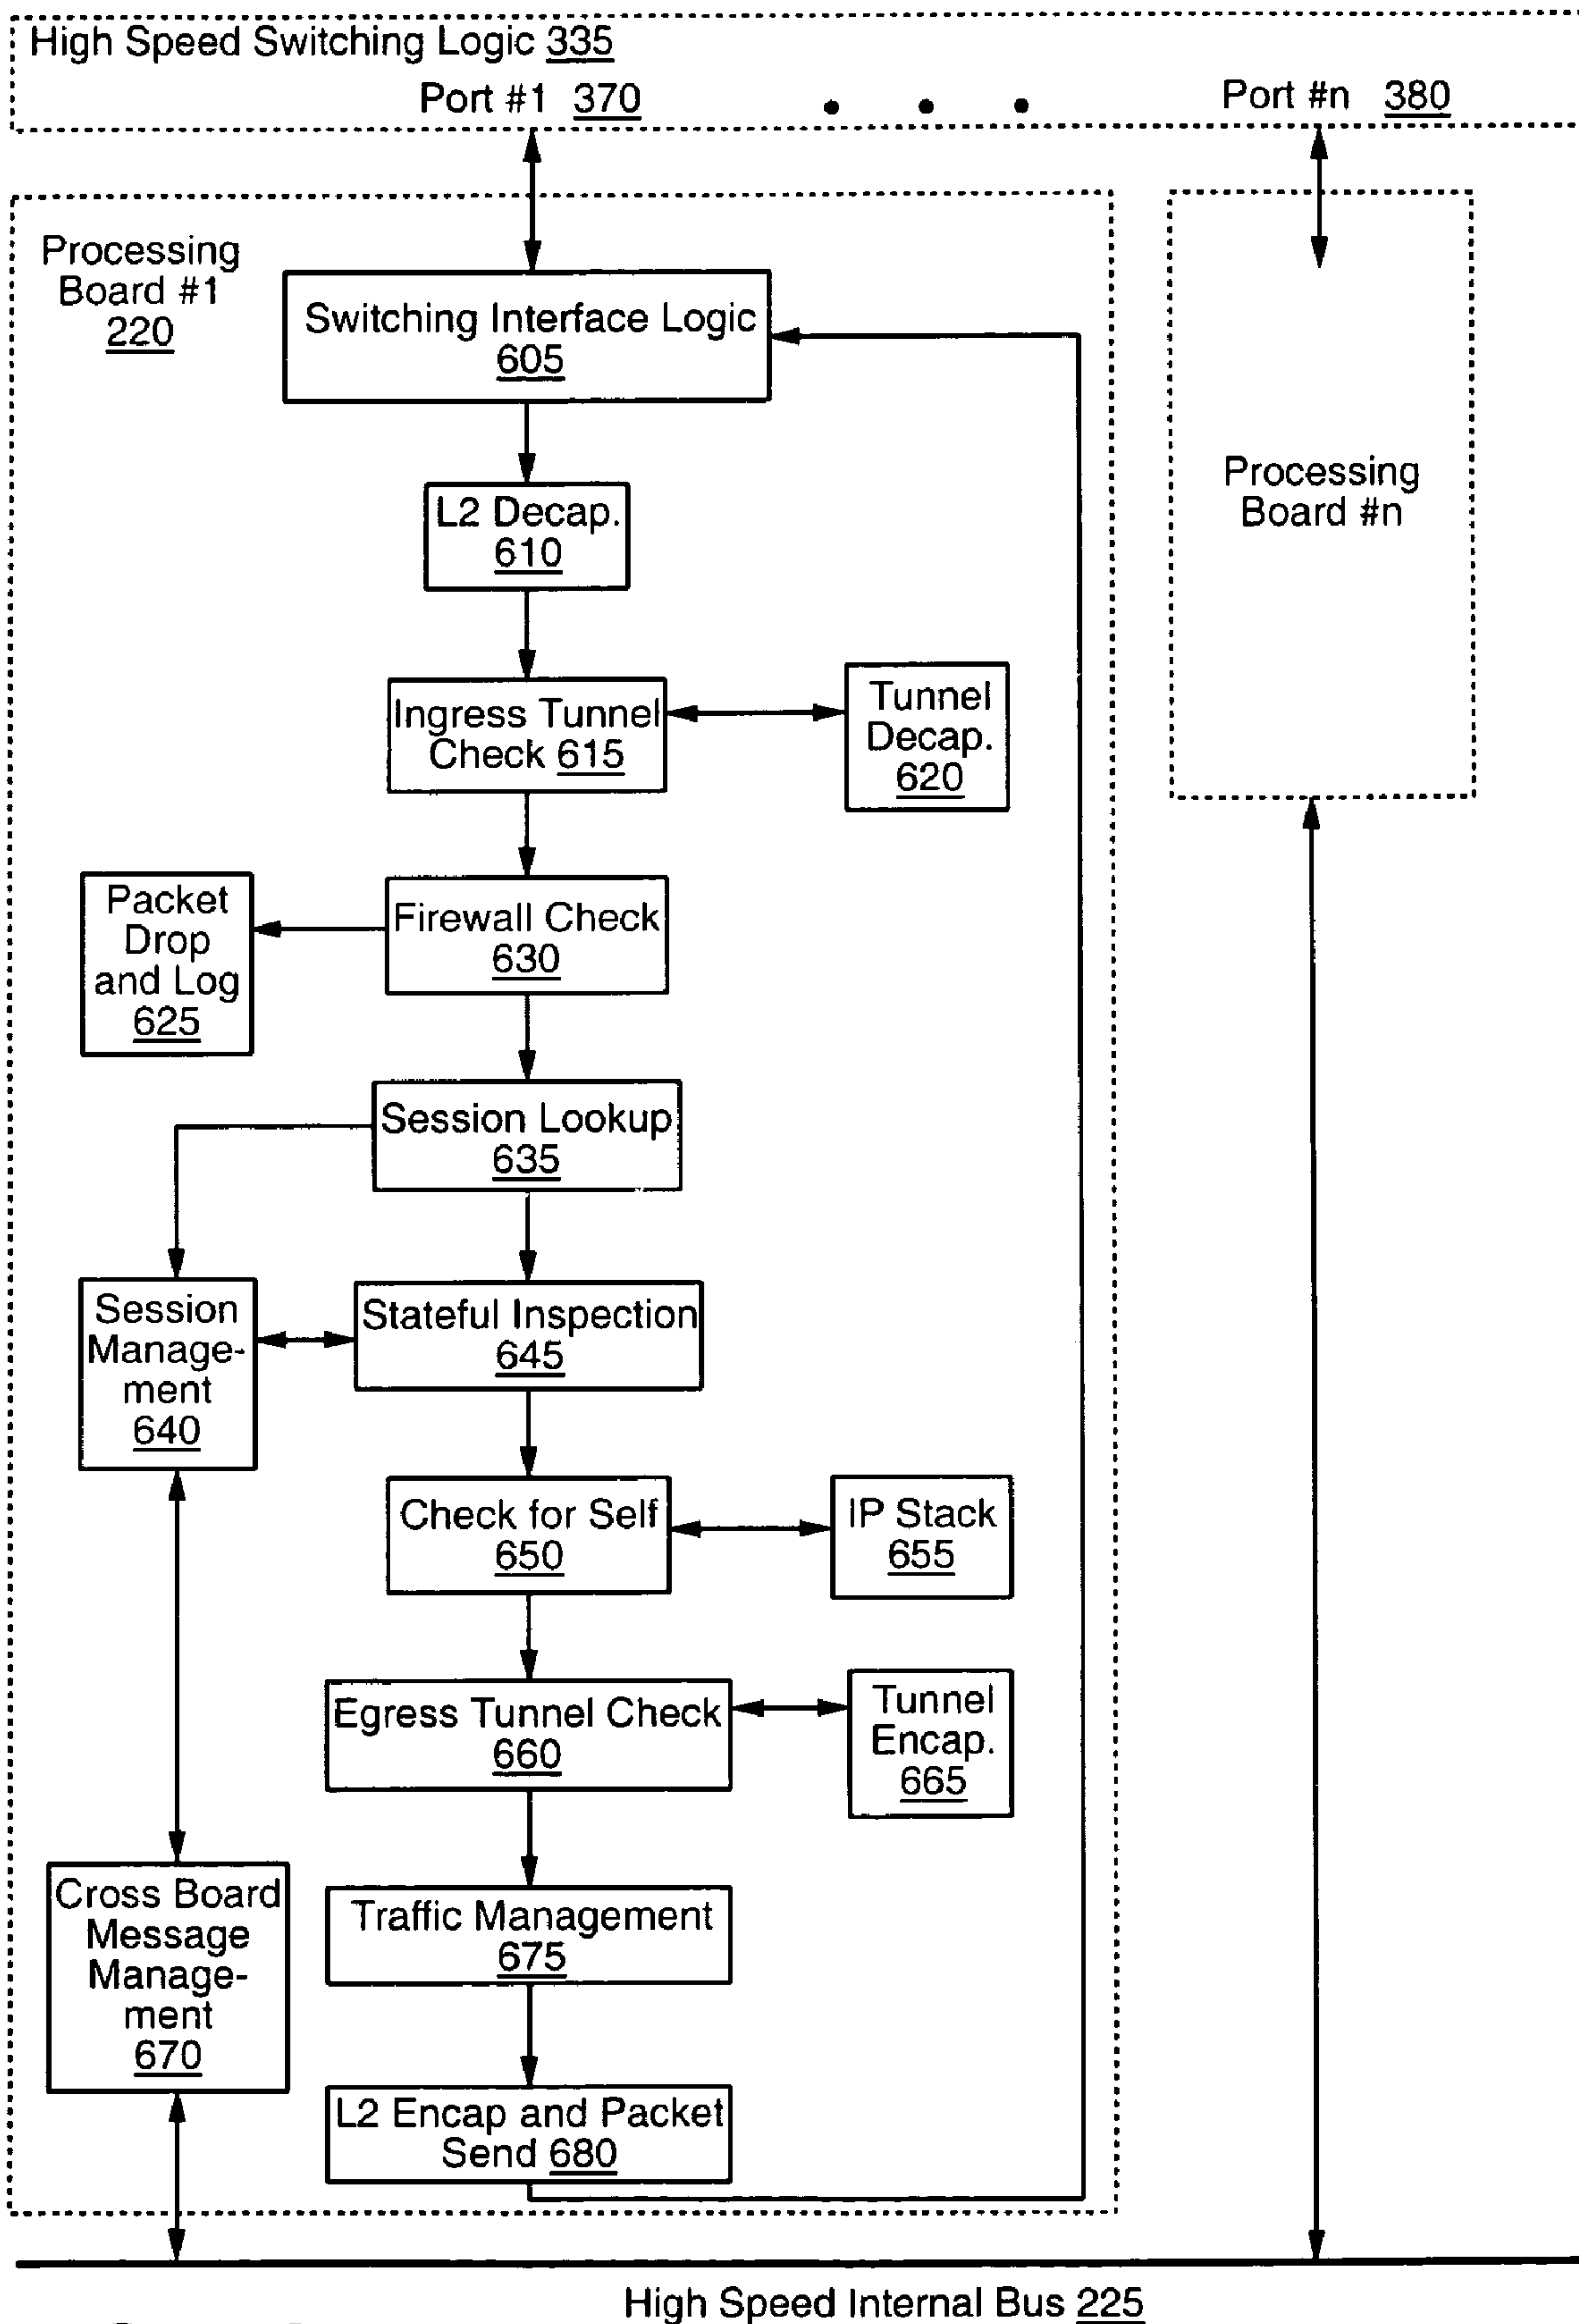 High Speed Switching Logic 335
Port #1 370 • • • Port #n 380
Processing
Board #1
220
Switching Interface Logic
605
Processing
Board #n
L2 Decap.
610
Ingress Tunnel
Check 615
Tunnel
Decap.
620
Packet
Drop
and Log
625
Firewall Check
630
Session Lookup
635
Session
Manage-
ment
640
Stateful Inspection
645
Check for Self
650
IP Stack
655
Egress Tunnel Check
660
Tunnel
Encap.
665
Cross Board
Message
Manage-
ment
670
Traffic Management
675
L2 Encap and Packet
Send 680
High Speed Internal Bus 225